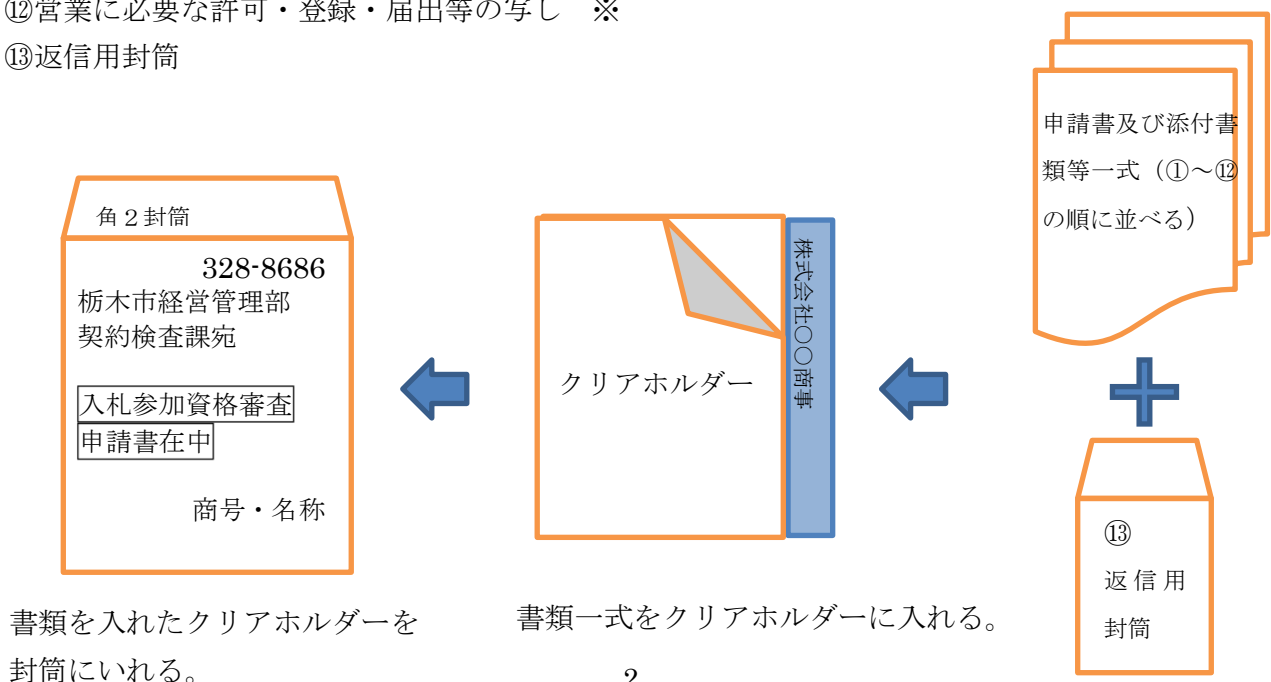 ⑫営業に必要な許可・登録・届出等の写し　※
⑬返信用封筒
申請書及び添付書
類等一式（①～⑫
の順に並べる）
角２封筒
328-8686
栃木市経営管理部
契約検査課宛
入札参加資格審査
申請書在中
商号・名称
クリアホルダー
株式会社○○商事
⑬
返信用
封筒
書類を入れたクリアホルダーを
封筒にいれる。
書類一式をクリアホルダーに入れる。
2